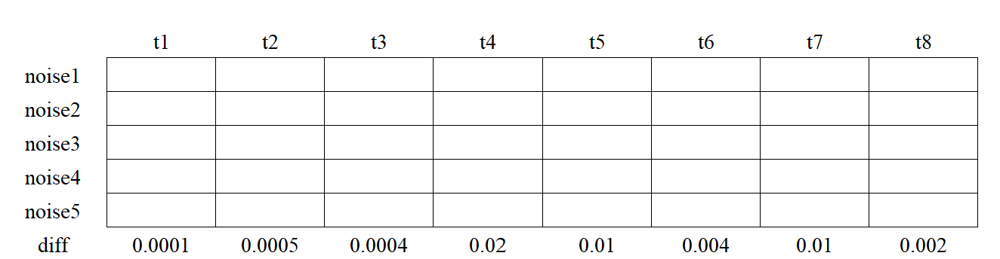 t1 t2 t3 t4 t5 t6 t7 t8
noise1
noise2
noise3
noise4
noise5
diff 0.0001 0.0005 0.0004 0.02 0.01 0.004 0.01 0.002